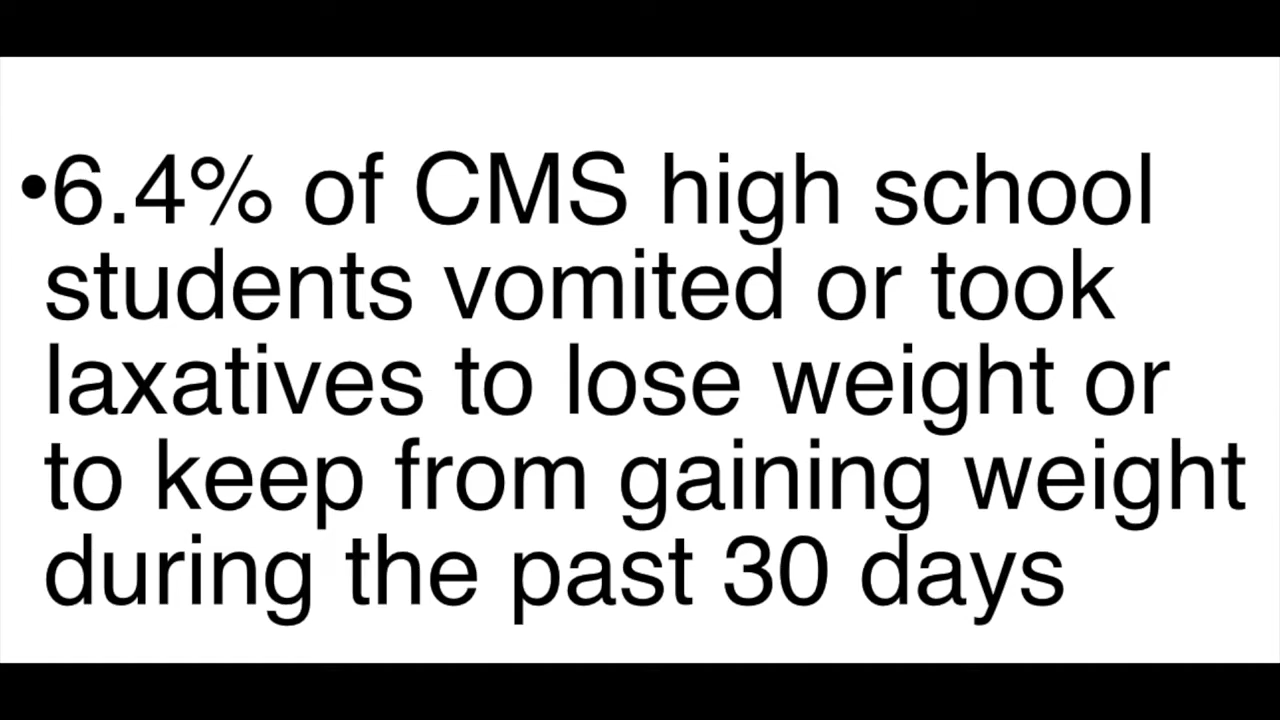 •6.4% of CMS high school
students vomited or took
laxatives to lose weight or
to keep from gaining weight
during the past 30 days